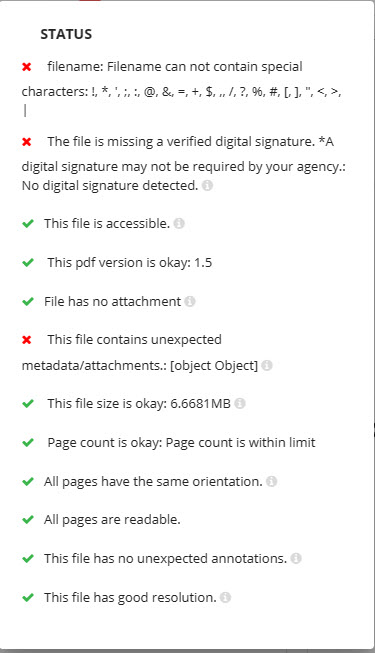 STATUS
filename: Filename can not contain special
characters: !, *, ', ;, :, @, &, =, +, $, ,, /, ?, %, #, [, ], ", <, >,
|
The file is missing a verified digital signature. *A
digital signature may not be required by your agency.:
No digital signature detected.
This file is accessible.
This pdf version is okay: 1.5
File has no attachment
This file contains unexpected
metadata/attachments.: [object Object]
This file size is okay: 6.6681MB
Page count is okay: Page count is within limit
All pages have the same orientation.
All pages are readable.
This file has no unexpected annotations.
This file has good resolution.